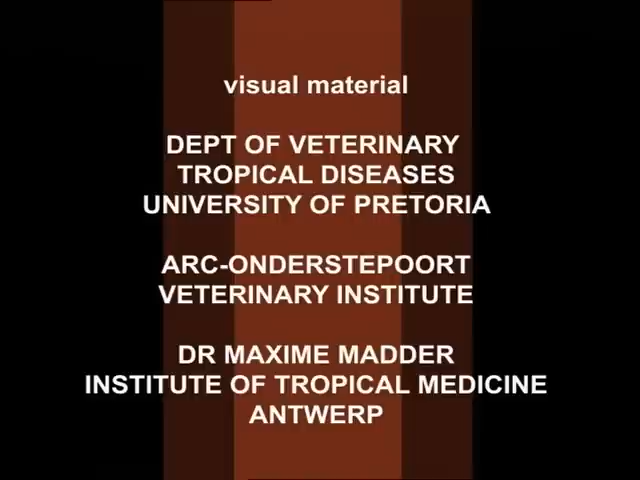 visual material
DEPT OF VETERINARY
TROPICAL DISEASES
UNIVERSITY OF PRETORIA
ARC-ONDERSTEPOORT
VETERINARY INSTITUTE
DR MAXIME MADDER
INSTITUTE OF TROPICAL MEDICINE
ANTWERP